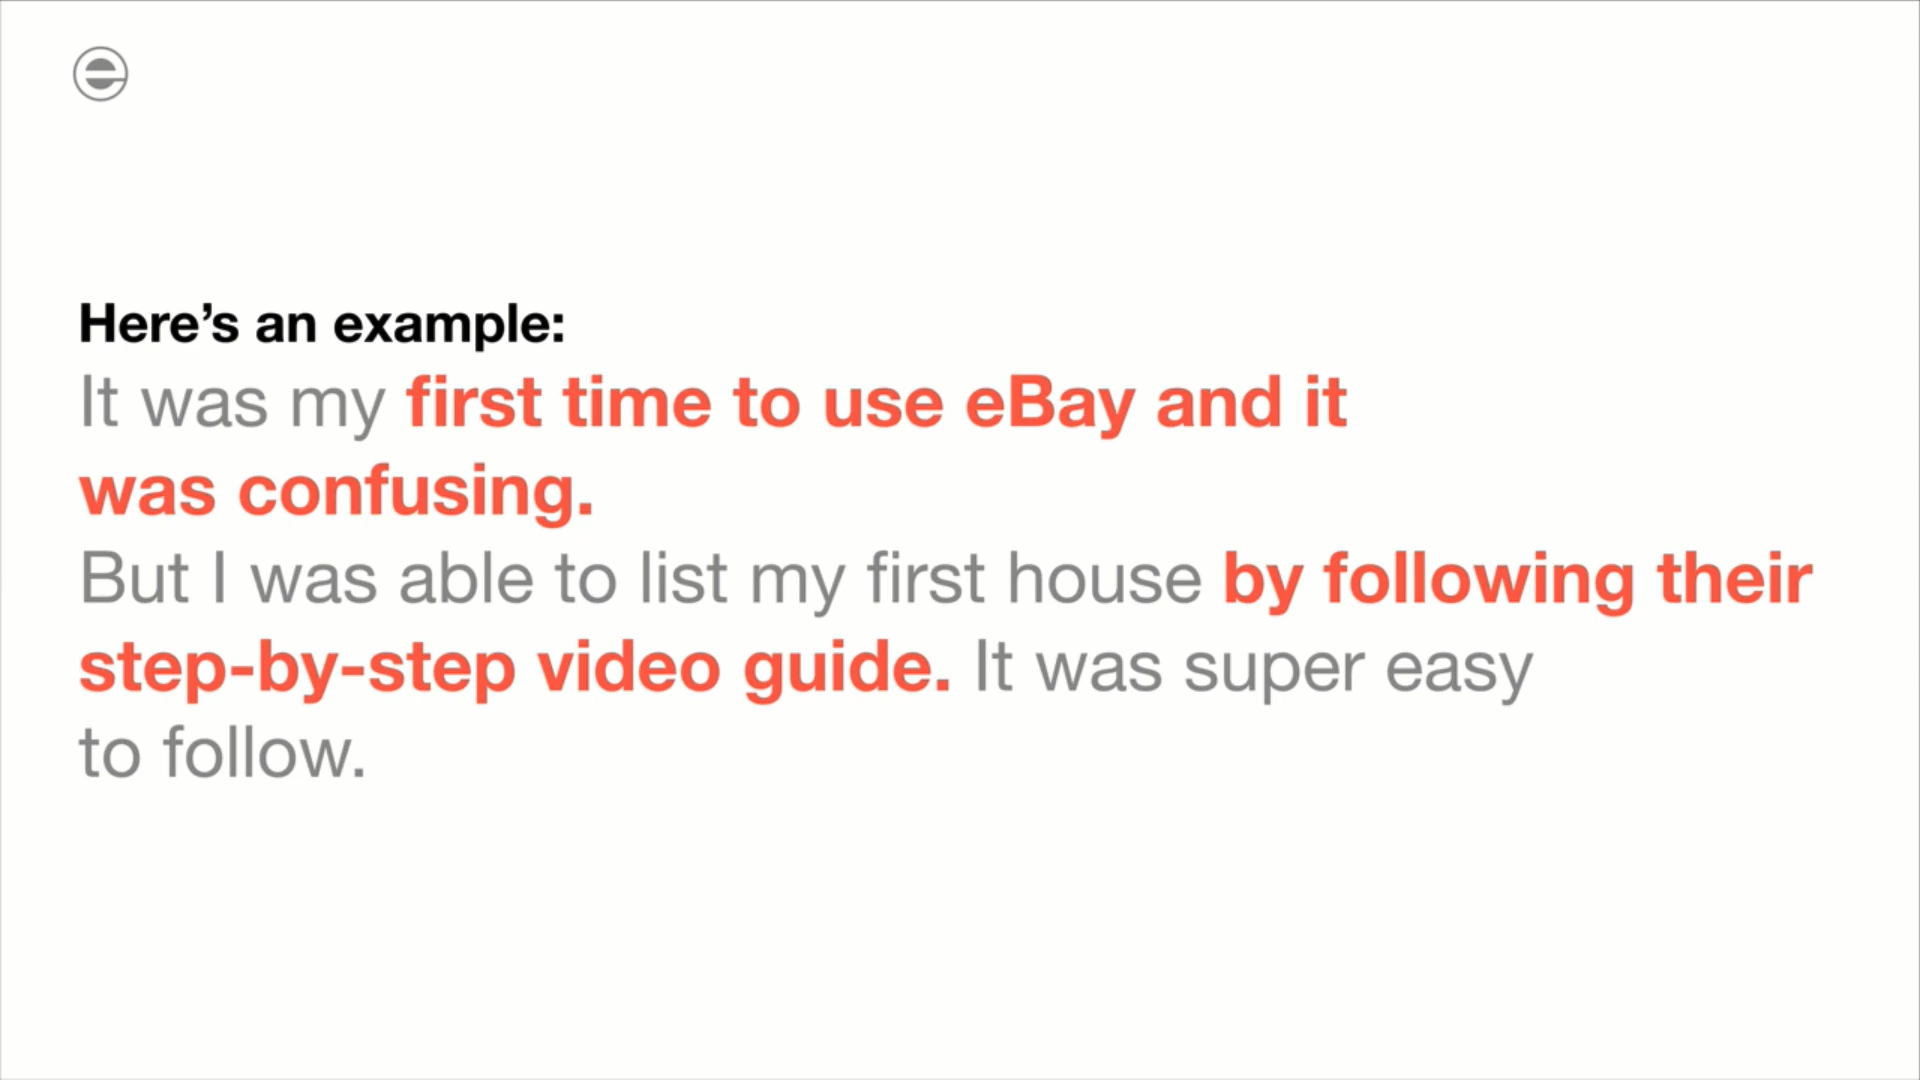 Here’s an example:
It was my first time to use eBay and it
was confusing.
But I was able to list my first house by following their
step-by-step video guide. It was super easy
to follow.